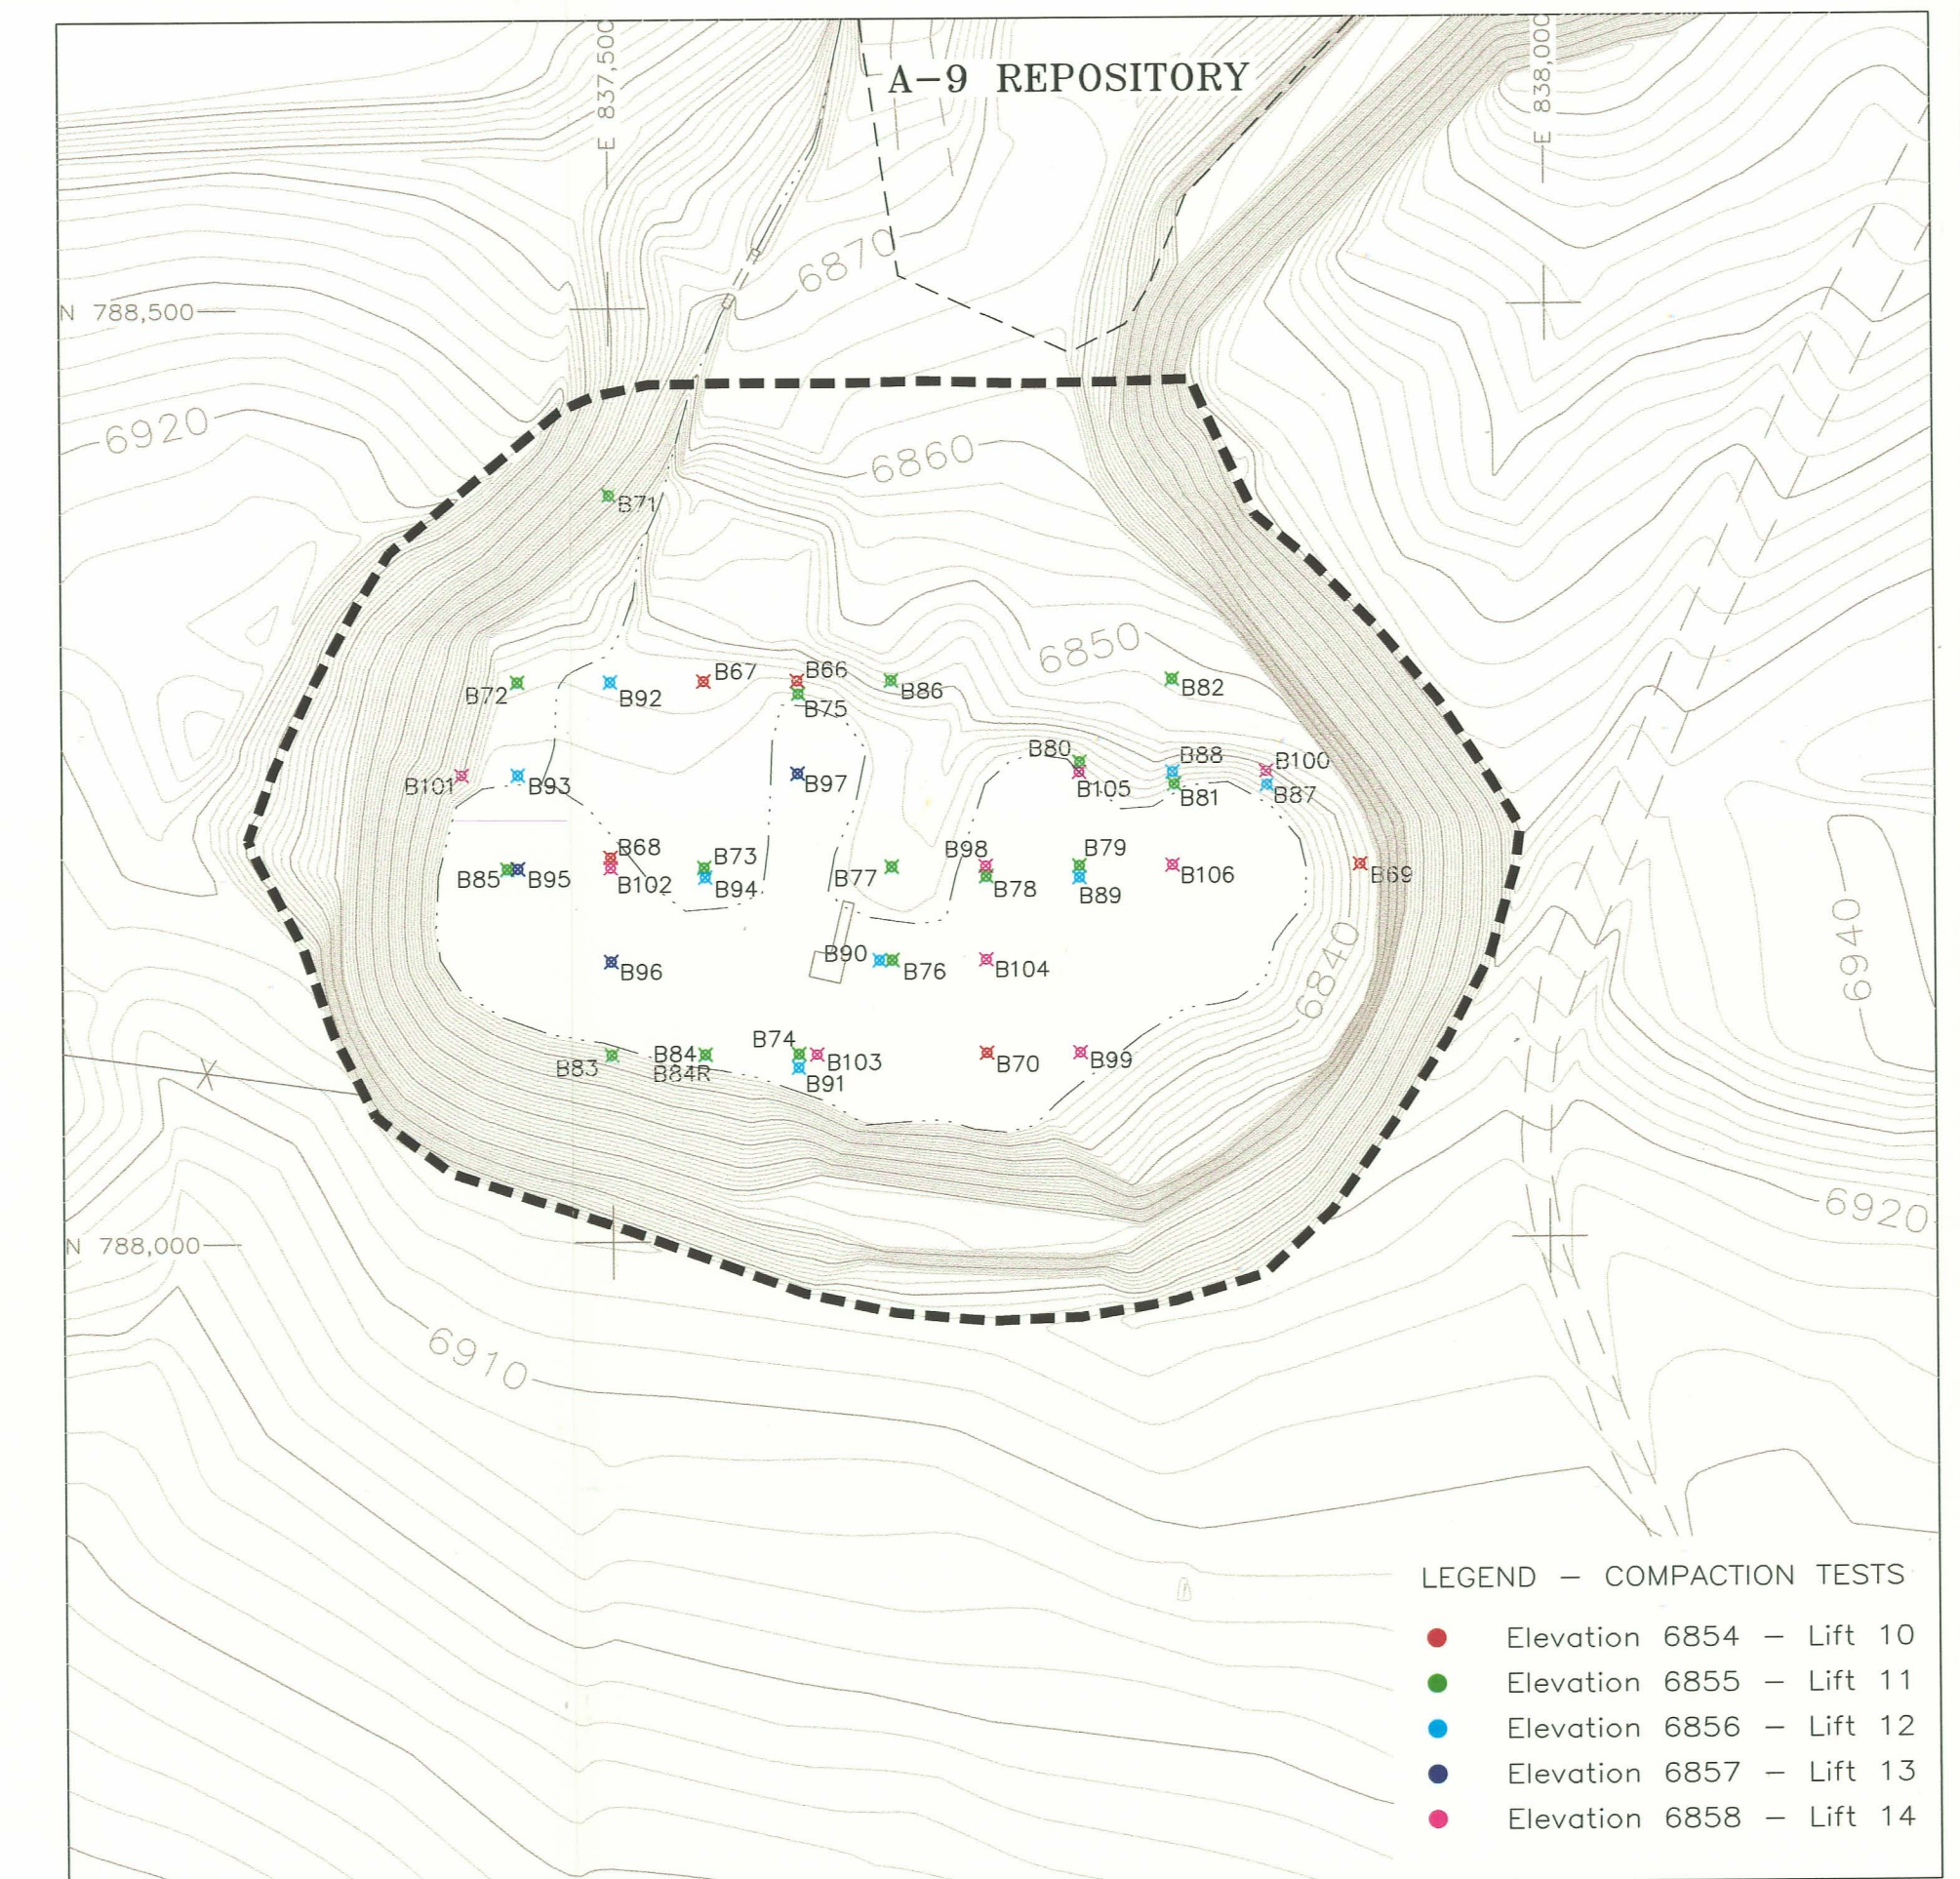 E 837,500
E 838,000
A-9 REPOSITORY
6870
N 788,500
6920
6860
B71
6850
B67
B66
B72
B92
B75
B86
B82
B80
B88
B100
B101
B93
B97
B105
B81
B87
B68
B73
B98
B79
B85
B95
B102
B94
B77
B78
B89
B106
B69
B96
B90
B76
B104
6840
6940
B83
B84
B84R
B74
B103
B91
B70
B99
6920
N 788,000
6910
LEGEND – COMPACTION TESTS
Elevation 6854 – Lift 10
Elevation 6855 – Lift 11
Elevation 6856 – Lift 12
Elevation 6857 – Lift 13
Elevation 6858 – Lift 14